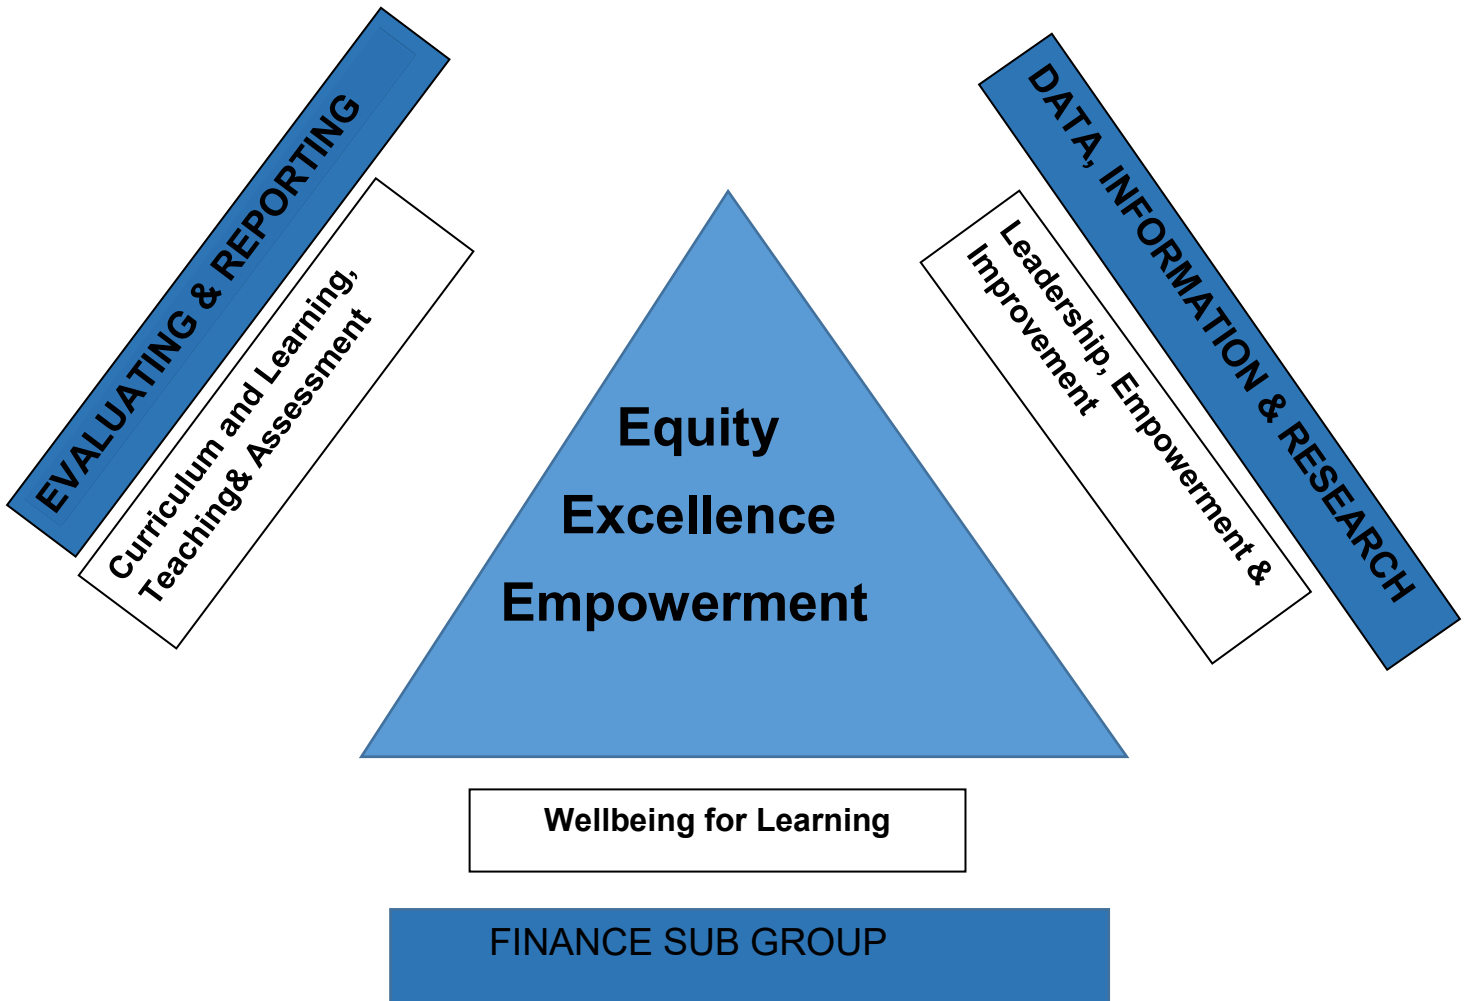 EVALUATING & REPORTING
Curriculum and Learning,
Teaching& Assessment
DATA, INFORMATION & RESEARCH
Leadership, Empowerment &
Improvement
Equity
Excellence
Empowerment
Wellbeing for Learning
FINANCE SUB GROUP